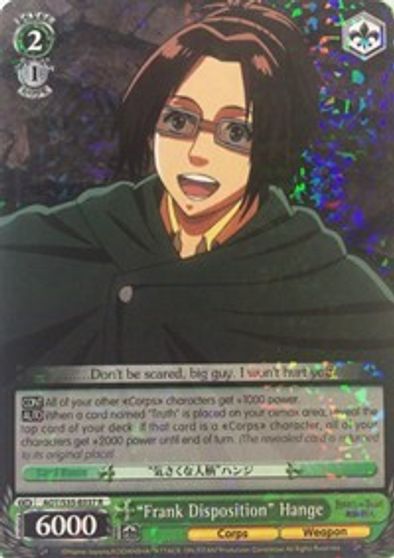 2
1
......Don't be scared, big guy. I won't hurt you.
CONT All of your other «Corps» characters get +1000 power.
AUTO When a card named "Truth" is placed on your climax area, reveal the
top card of your deck. If that card is a «Corps» character, all of your
characters get +2000 power until end of turn. (The revealed card is returned to
"気さくな人柄"ハンジ
"Frank Disposition" Hange
6000
Corps
Weapon